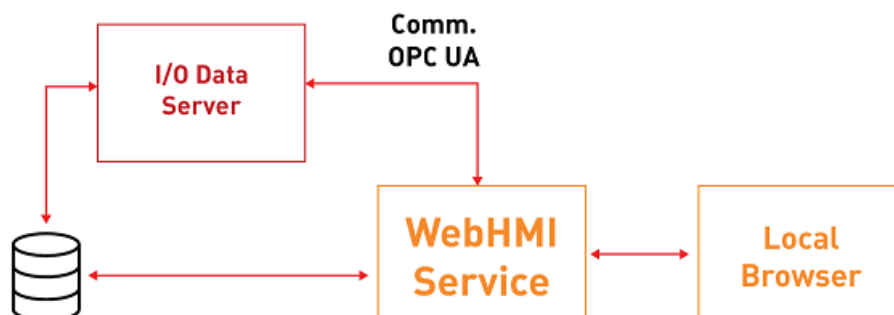 Comm.
OPC UA
I/O Data
Server
WebHMI
Service
Local
Browser